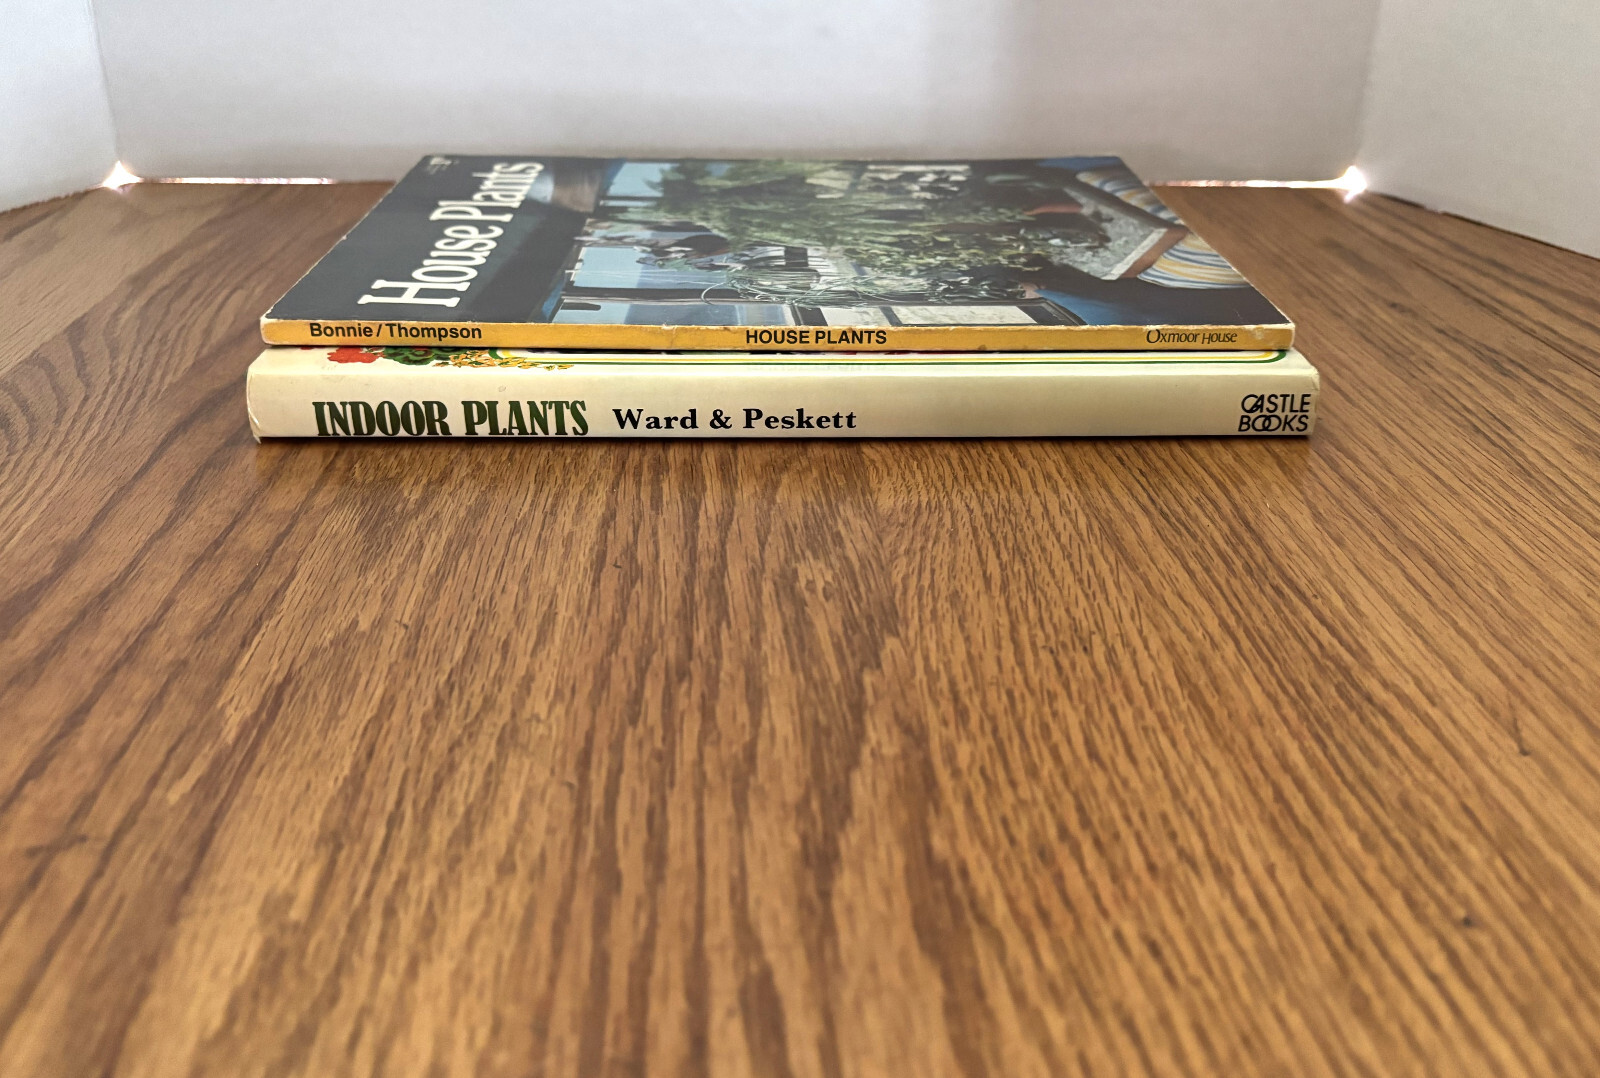 House Plants
Bonnie/Thompson
HOUSE PLANTS
Oxmoor House
INDOOR PLANTS Ward & Peskett
CASTLE
BOOKS